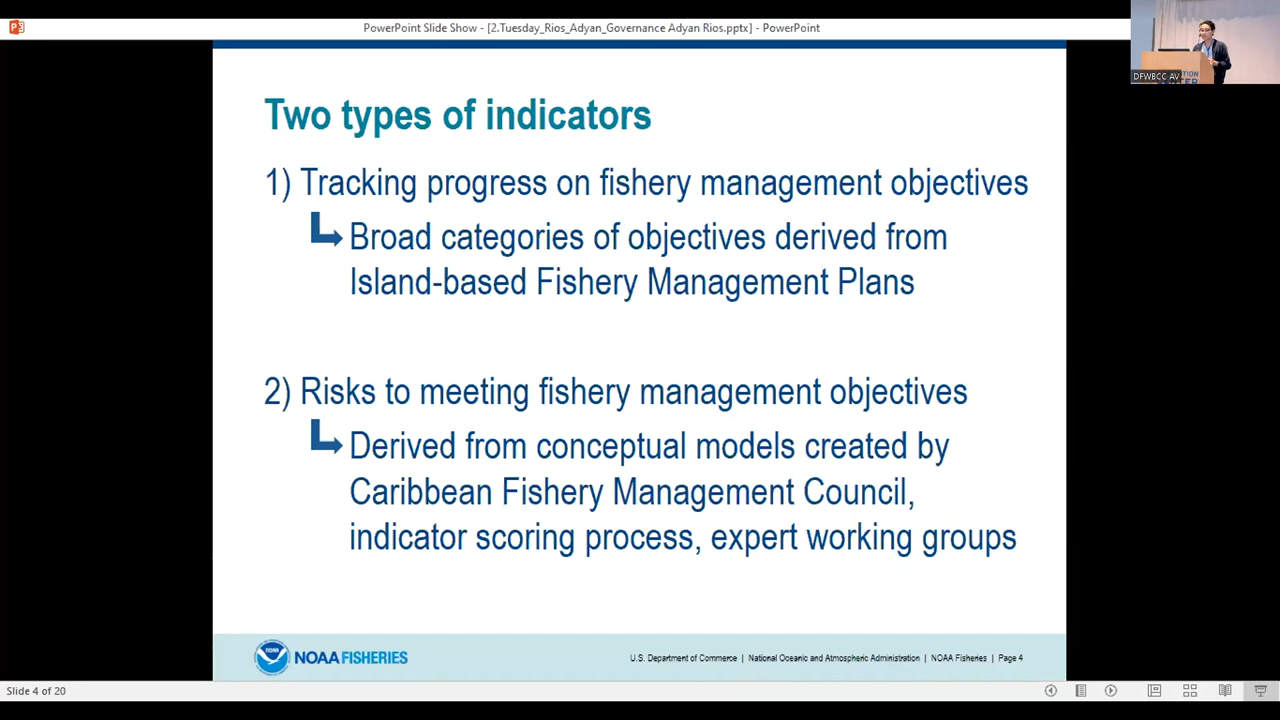 PowerPoint Slide Show - [2.Tuesday_Rios_Adyan_Governance Adyan Rios.pptx] - PowerPoint
DFWBCC AV
Two types of indicators
1) Tracking progress on fishery management objectives
Broad categories of objectives derived from
Island-based Fishery Management Plans
2) Risks to meeting fishery management objectives
Derived from conceptual models created by
Caribbean Fishery Management Council,
indicator scoring process, expert working groups
NOAA
NOAA FISHERIES
U.S. Department of Commerce | National Oceanic and Atmospheric Administration | NOAA Fisheries | Page 4
Slide 4 of 20